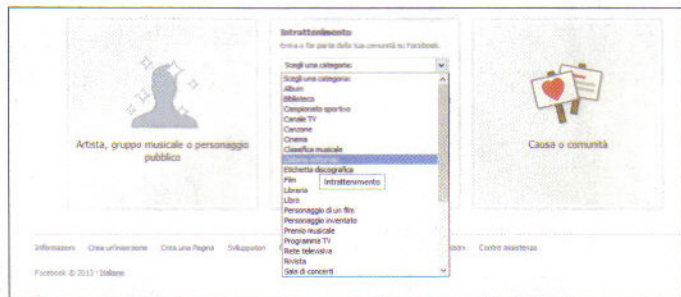 Intrattenimento
Entra a far parte della tua comunità su Facebook.
Scegli una categoria:
Scegli una categoria:
Album
Biblioteca
Campionato sportivo
Canale TV
Canzone
Cinema
Classifica musicale
Collana editoriale
Etichetta discografica
Film
Intrattenimento
Libreria
Libro
Personaggio di un film
Personaggio inventato
Premio musicale
Programma TV
Rete televisiva
Rivista
Sala di concerti
Artista, gruppo musicale o personaggio
pubblico
Causa o comunità
Informazioni Crea un'inserzione Crea una Pagina Sviluppatori Centro assistenza
Facebook © 2013 · Italiano